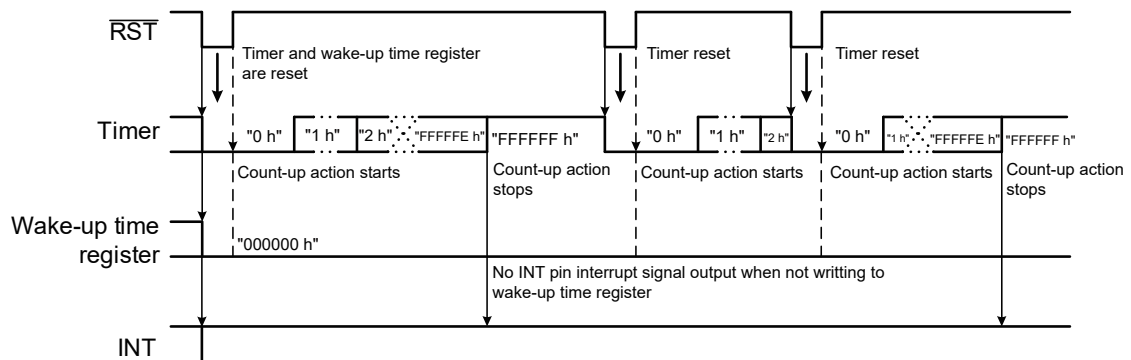 RST
Timer and wake-up time register
are reset
Timer reset
Timer reset
Timer
"0 h"
"1 h"
"2 h"
"FFFFFE h"
"FFFFFF h"
"0 h"
"1 h"
"2 h"
"0 h"
"1 h"
"FFFFFE h"
"FFFFFF h"
Count-up action starts
Count-up action
stops
Count-up action starts
Count-up action starts
Count-up action
stops
Wake-up time
register
"000000 h"
No INT pin interrupt signal output when not writting to
wake-up time register
INT